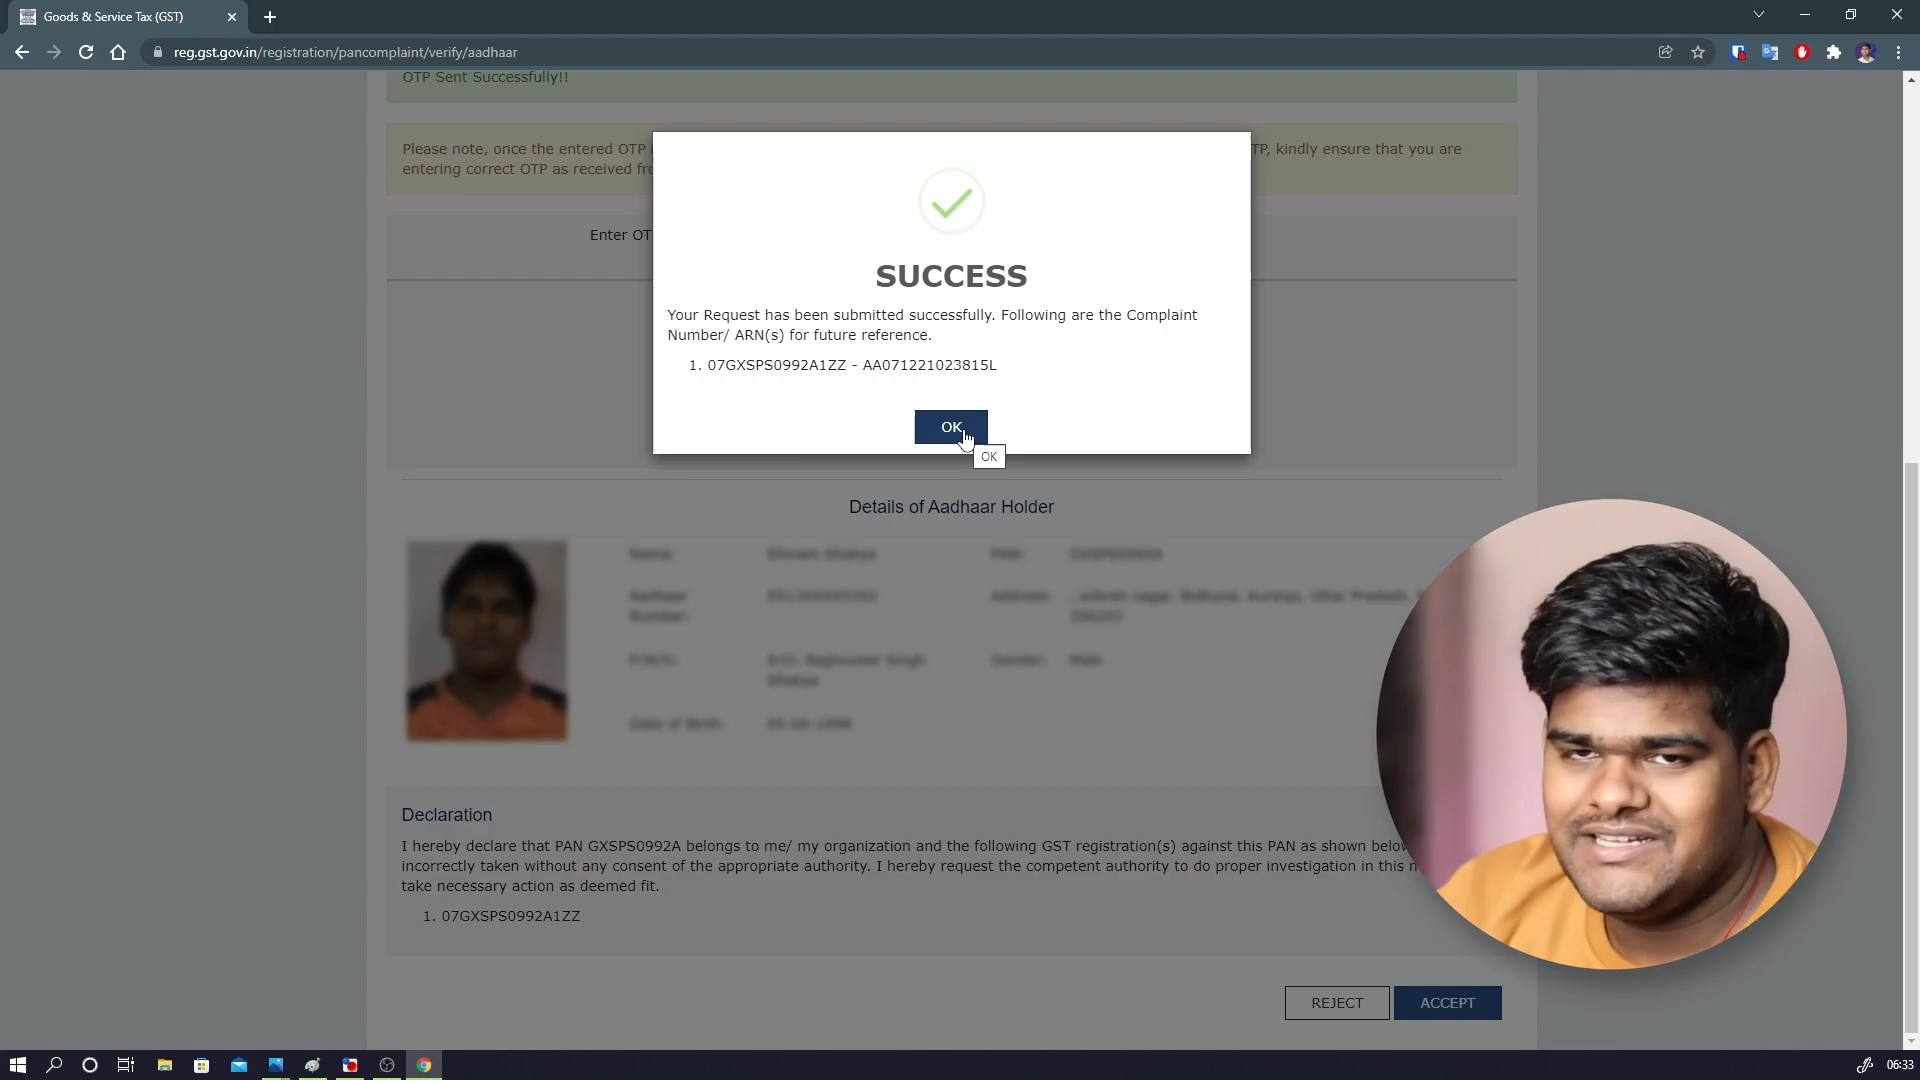 Goods & Service Tax (GST)
reg.gst.gov.in/registration/pancomplaint/verify/aadhaar
OTP Sent Successfully!!
Please note, once the entered OTP TP, kindly ensure that you are
entering correct OTP as received
Enter
SUCCESS
Your Request has been submitted successfully. Following are the Complaint
Number/ ARN(s) for future reference.
1. 07GXSPS0992A1ZZ - AA071221023815L
OK
OK
Details of Aadhaar Holder
Declaration
I hereby declare that PAN GXSPS0992A belongs to me/ my organization and the following GST registration(s) against this PAN as shown below
incorrectly taken without any consent of the appropriate authority. I hereby request the competent authority to do proper investigation in this
take necessary action as deemed fit.
1. 07GXSPS0992A1ZZ
REJECT
ACCEPT
06:33